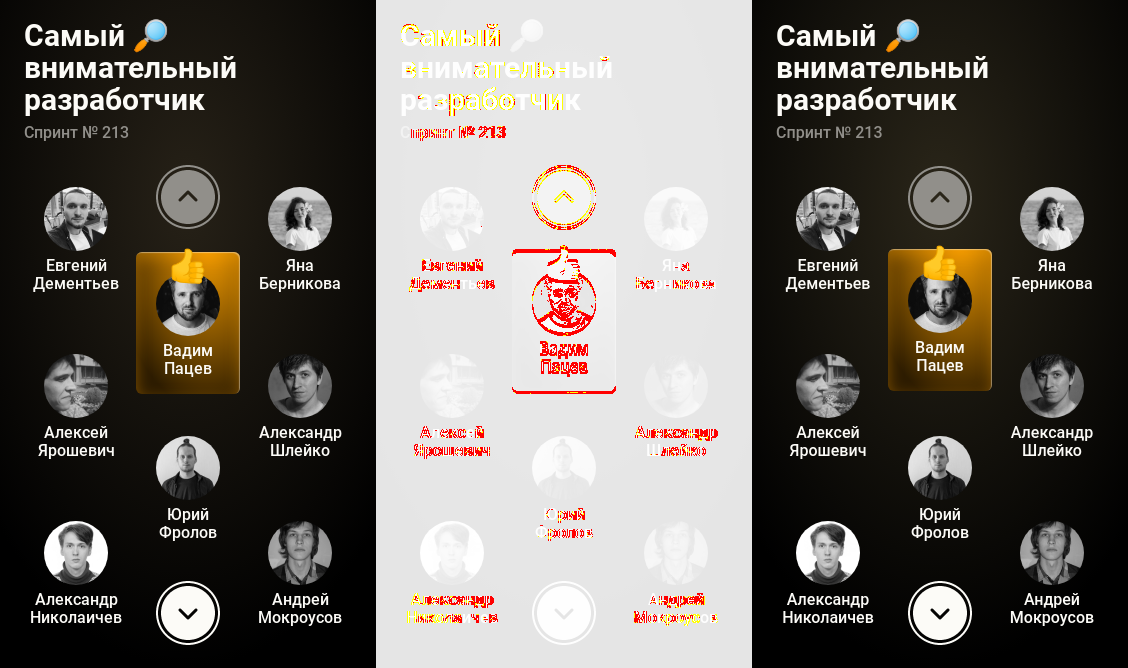 Самый 🔎
внимательный
разработчик
Спринт № 213
Евгений
Дементьев
Яна
Берникова
Вадим
Пацев
Алексей
Ярошевич
Александр
Шлейко
Юрий
Фролов
Александр
Николаичев
Андрей
Мокроусов
Самый
внимательный
разработчик
Спринт № 213
Евгений
Дементьев
Яна
Берникова
Вадим
Пацев
Алексей
Ярошевич
Александр
Шлейко
Юрий
Фролов
Александр
Николаичев
Андрей
Мокроусов
Самый 🔎
внимательный
разработчик
Спринт № 213
Евгений
Дементьев
Яна
Берникова
Вадим
Пацев
Алексей
Ярошевич
Александр
Шлейко
Юрий
Фролов
Александр
Николаичев
Андрей
Мокроусов